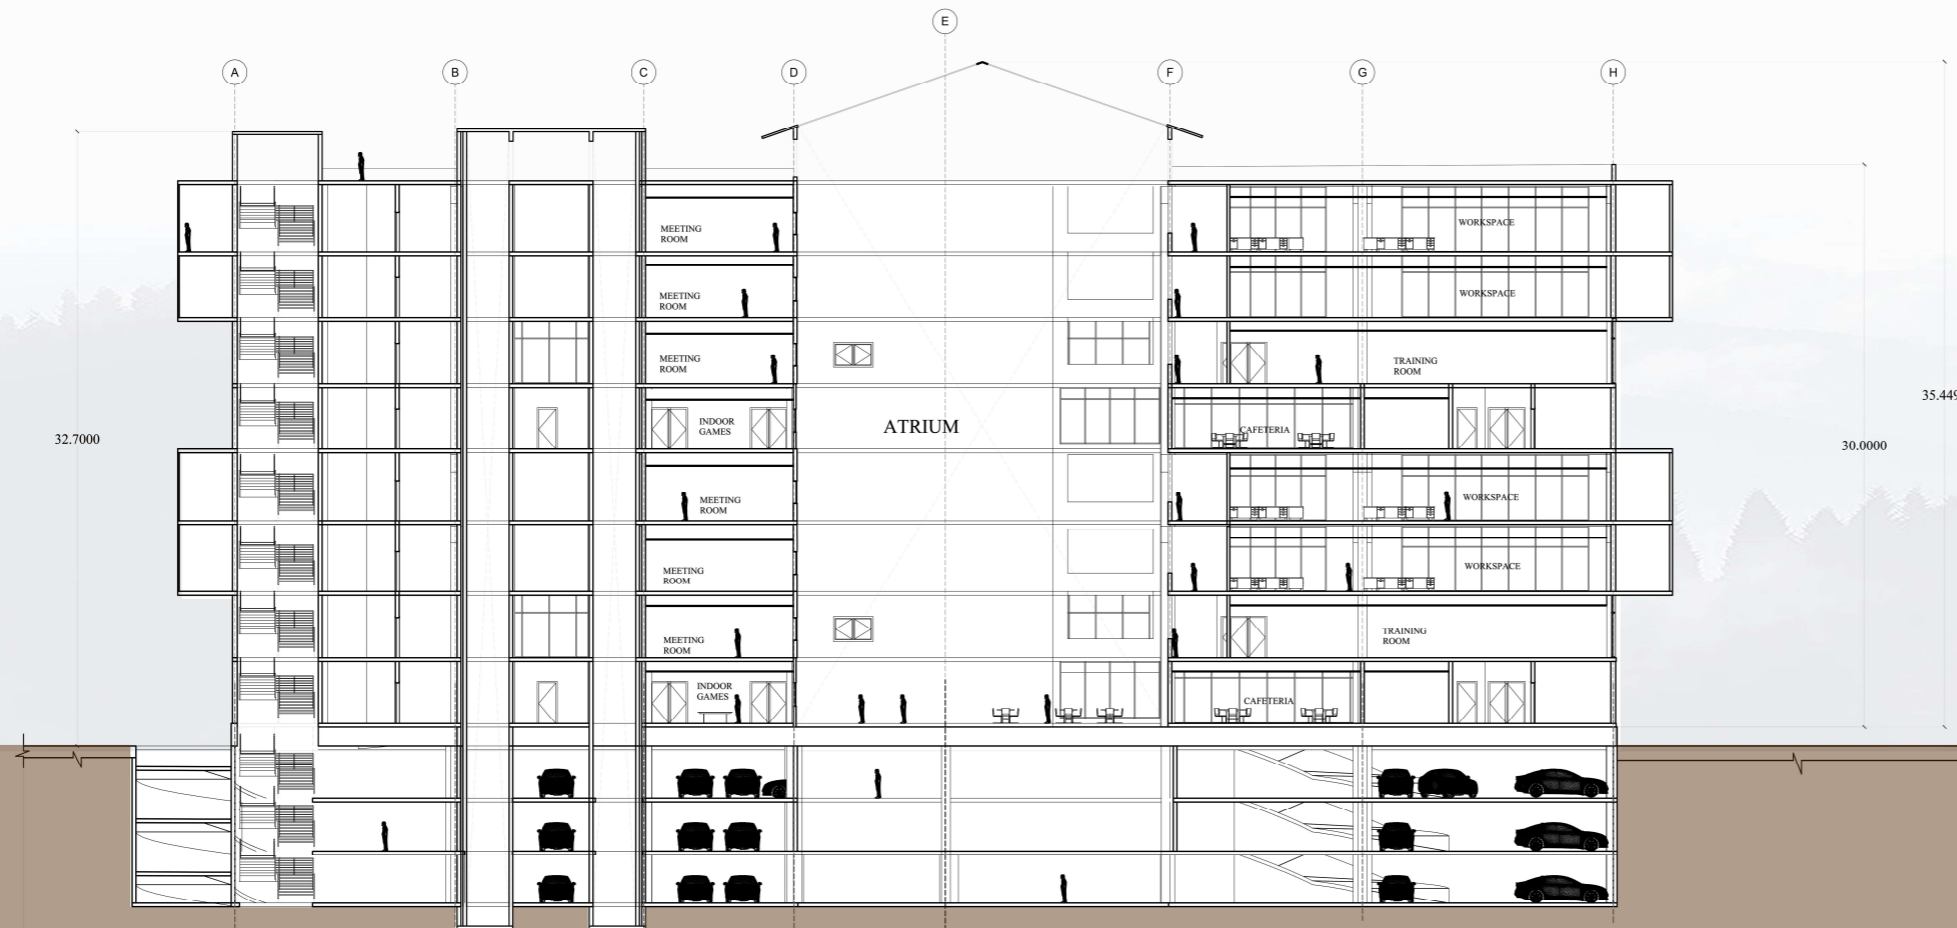 E
A
B
C
D
F
G
H
MEETING
ROOM
WORKSPACE
MEETING
ROOM
WORKSPACE
MEETING
ROOM
TRAINING
ROOM
35.449
INDOOR
GAMES
ATRIUM
CAFETERIA
32.7000
30.0000
MEETING
ROOM
WORKSPACE
MEETING
ROOM
WORKSPACE
MEETING
ROOM
TRAINING
ROOM
INDOOR
GAMES
CAFETERIA